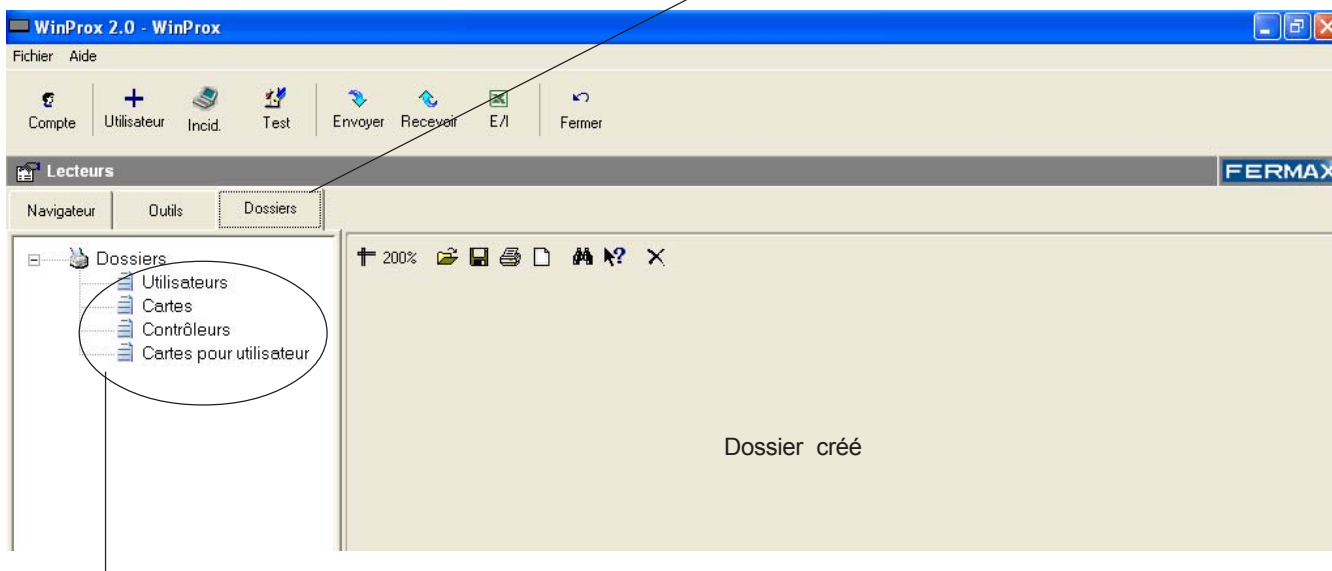 WinProx 2.0 - WinProx
Fichier Aide
Compte Utilisateur Incid. Test Envoyer Recevoir E/I Fermer
Lecteurs FERMAX
Navigateur Outils Dossiers
Dossiers 200%
Utilisateurs
Cartes
Contrôleurs
Cartes pour utilisateur
Dossier créé